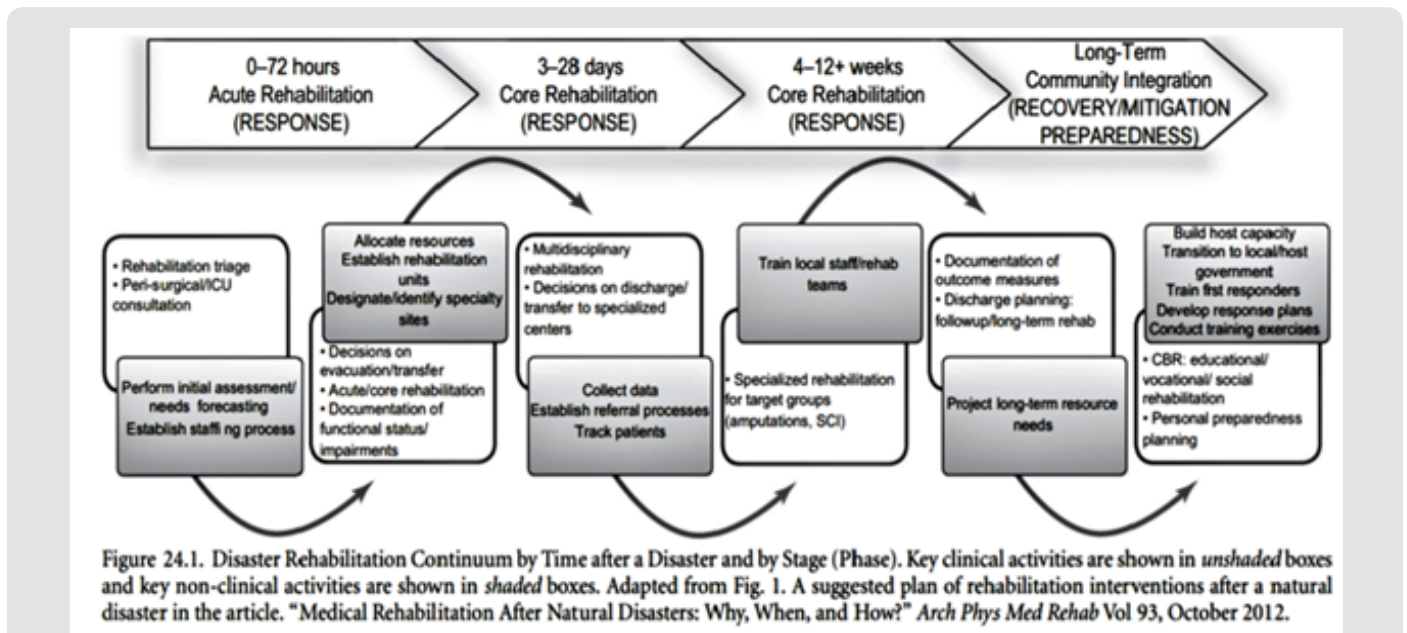 0–72 hours
Acute Rehabilitation
(RESPONSE)
3–28 days
Core Rehabilitation
(RESPONSE)
4–12+ weeks
Core Rehabilitation
(RESPONSE)
Long-Term
Community Integration
(RECOVERY/MITIGATION
PREPAREDNESS)
• Rehabilitation triage
• Peri-surgical/ICU
consultation
Perform initial assessment/
needs forecasting
Establish staffi ng process
Allocate resources
Establish rehabilitation
units
Designate/identify specialty
sites
• Decisions on
evacuation/transfer
• Acute/core rehabilitation
• Documentation of
functional status/
impairments
• Multidisciplinary
rehabilitation
• Decisions on discharge/
transfer to specialized
centers
Collect data
Establish referral processes
Track patients
Train local staff/rehab
teams
• Specialized rehabilitation
for target groups
(amputations, SCI)
• Documentation of
outcome measures
• Discharge planning:
followup/long-term rehab
Project long-term resource
needs
Build host capacity
Transition to local/host
government
Train frst responders
Develop response plans
Conduct training exercises
• CBR: educational/
vocational/ social
rehabilitation
• Personal preparedness
planning
Figure 24.1. Disaster Rehabilitation Continuum by Time after a Disaster and by Stage (Phase). Key clinical activities are shown in unshaded boxes
and key non-clinical activities are shown in shaded boxes. Adapted from Fig. 1. A suggested plan of rehabilitation interventions after a natural
disaster in the article. “Medical Rehabilitation After Natural Disasters: Why, When, and How?” Arch Phys Med Rehab Vol 93, October 2012.